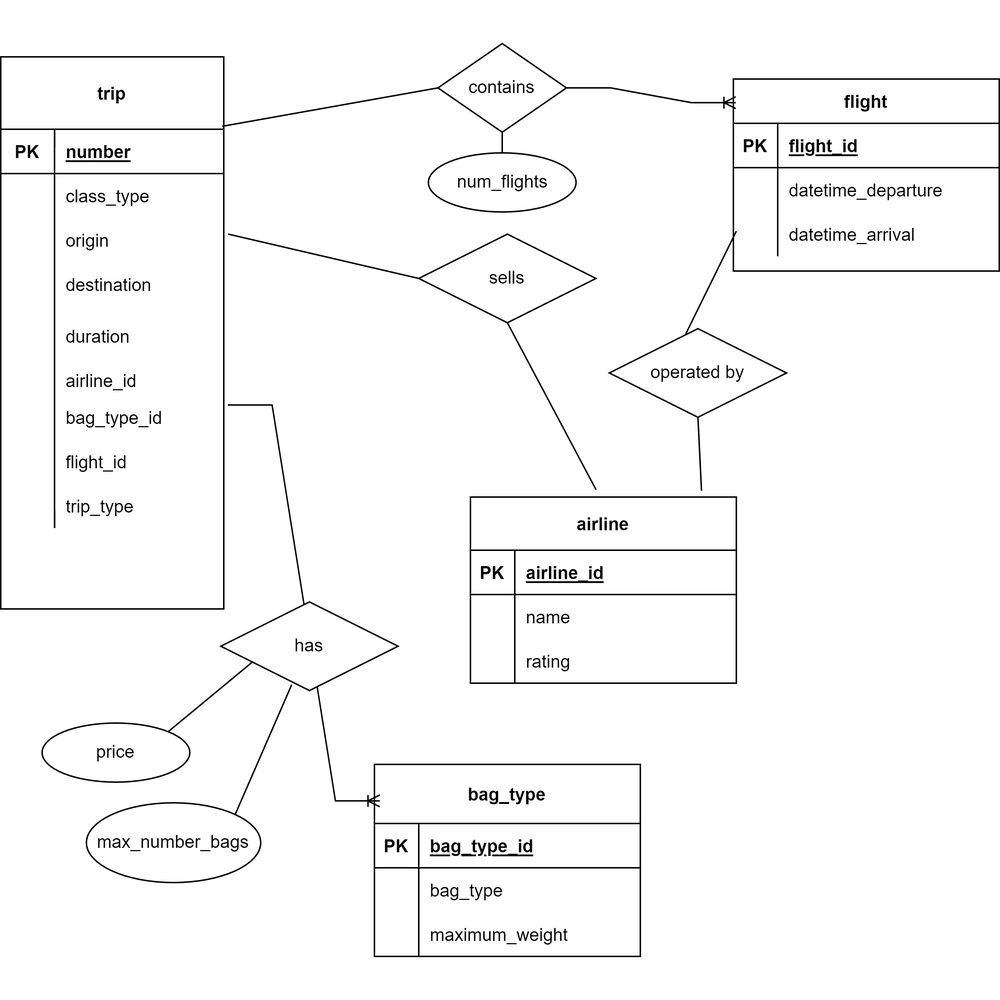 trip
PK number
class_type
origin
destination
duration
airline_id
bag_type_id
flight_id
trip_type
contains
num_flights
flight
PK flight_id
datetime_departure
datetime_arrival
sells
operated by
airline
PK airline_id
name
rating
has
price
max_number_bags
bag_type
PK bag_type_id
bag_type
maximum_weight